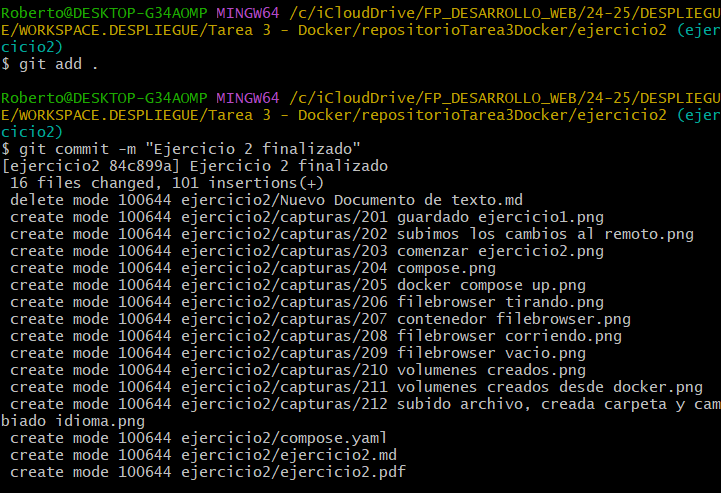 Roberto@DESKTOP-G34AOMP MINGW64 /c/iCloudDrive/FP_DESARROLLO_WEB/24-25/DESPLIEGU
E/WORKSPACE.DESPLIEGUE/Tarea 3 - Docker/repositorioTarea3Docker/ejercicio2 (ejer
cicio2)
$ git add .
Roberto@DESKTOP-G34AOMP MINGW64 /c/iCloudDrive/FP_DESARROLLO_WEB/24-25/DESPLIEGU
E/WORKSPACE.DESPLIEGUE/Tarea 3 - Docker/repositorioTarea3Docker/ejercicio2 (ejer
cicio2)
$ git commit -m "Ejercicio 2 finalizado"
[ejercicio2 84c899a] Ejercicio 2 finalizado
 16 files changed, 101 insertions(+)
 delete mode 100644 ejercicio2/Nuevo Documento de texto.md
 create mode 100644 ejercicio2/capturas/201 guardado ejercicio1.png
 create mode 100644 ejercicio2/capturas/202 subimos los cambios al remoto.png
 create mode 100644 ejercicio2/capturas/203 comenzar ejercicio2.png
 create mode 100644 ejercicio2/capturas/204 compose.png
 create mode 100644 ejercicio2/capturas/205 docker compose up.png
 create mode 100644 ejercicio2/capturas/206 filebrowser tirando.png
 create mode 100644 ejercicio2/capturas/207 contenedor filebrowser.png
 create mode 100644 ejercicio2/capturas/208 filebrowser corriendo.png
 create mode 100644 ejercicio2/capturas/209 filebrowser vacio.png
 create mode 100644 ejercicio2/capturas/210 volumenes creados.png
 create mode 100644 ejercicio2/capturas/211 volumenes creados desde docker.png
 create mode 100644 ejercicio2/capturas/212 subido archivo, creada carpeta y cam
biado idioma.png
 create mode 100644 ejercicio2/compose.yaml
 create mode 100644 ejercicio2/ejercicio2.md
 create mode 100644 ejercicio2/ejercicio2.pdf